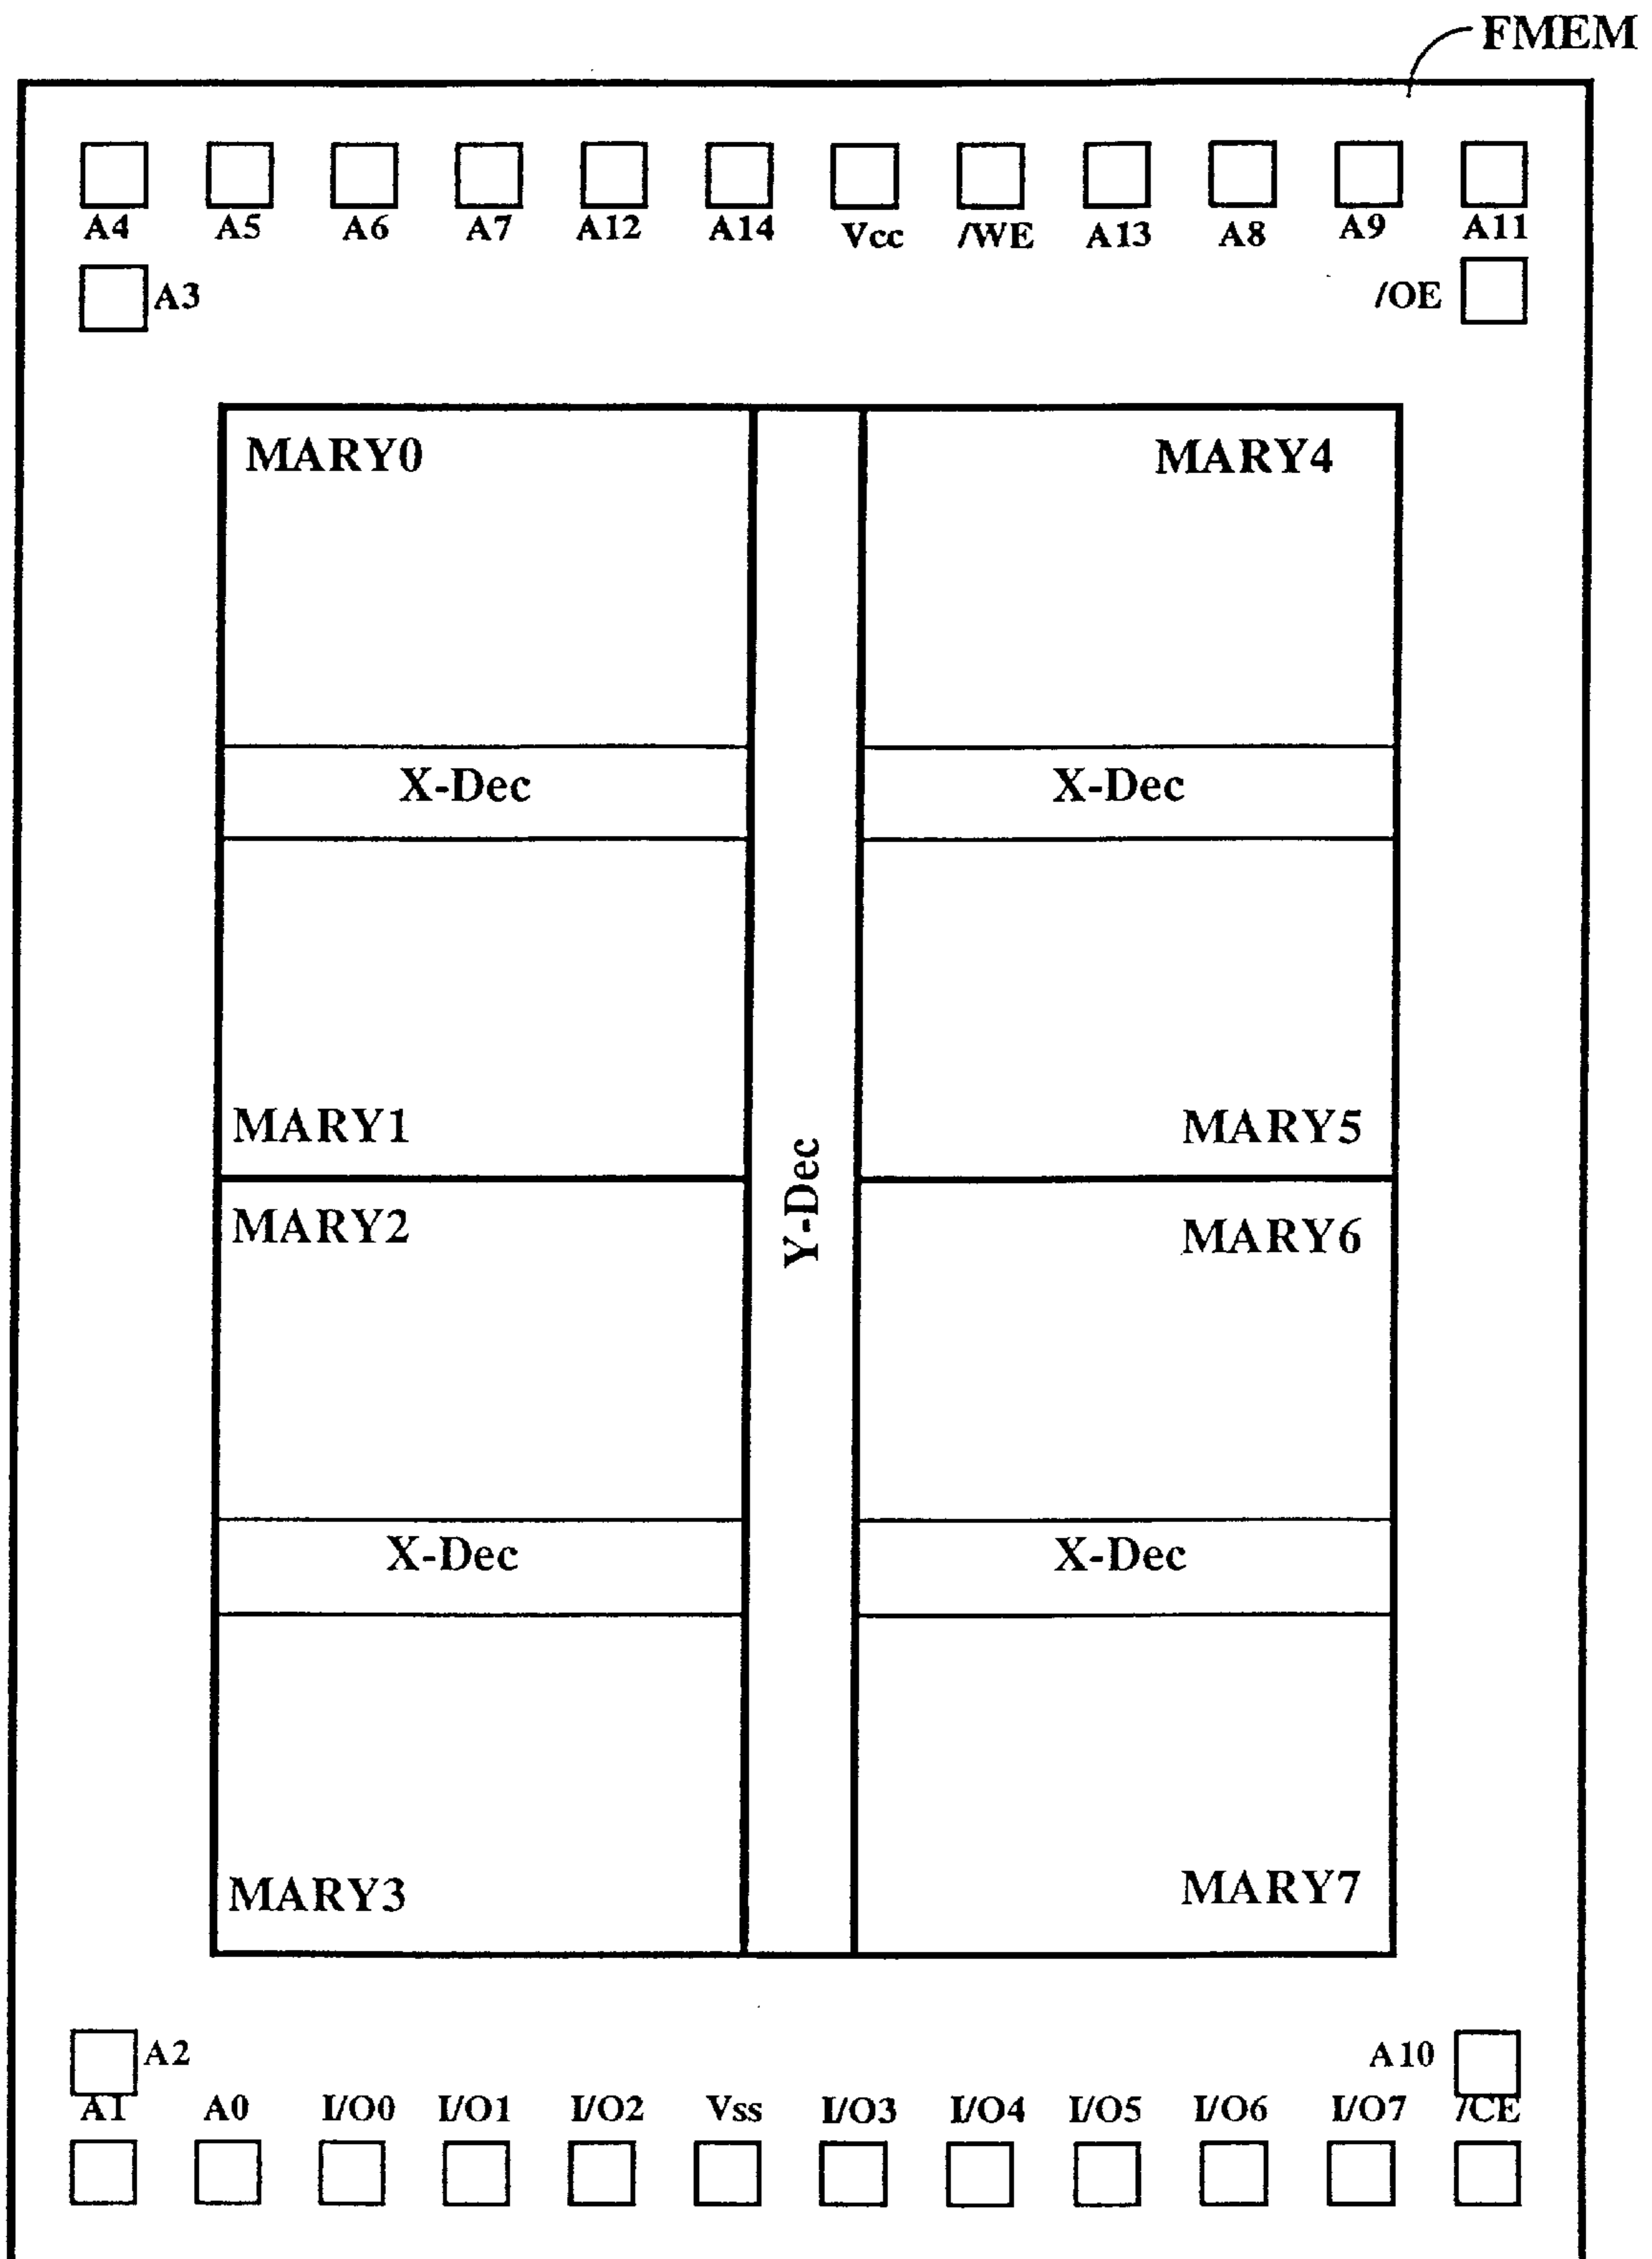 FMEM
A4 A5 A6 A7 A12 A14 Vcc /WE A13 A8 A9 A11
A3 /OE
MARY0 MARY4
X-Dec X-Dec
MARY1 MARY5
Y-Dec
MARY2 MARY6
X-Dec X-Dec
MARY3 MARY7
A2 A10
A1 A0 I/O0 I/O1 I/O2 Vss I/O3 I/O4 I/O5 I/O6 I/O7 /CE